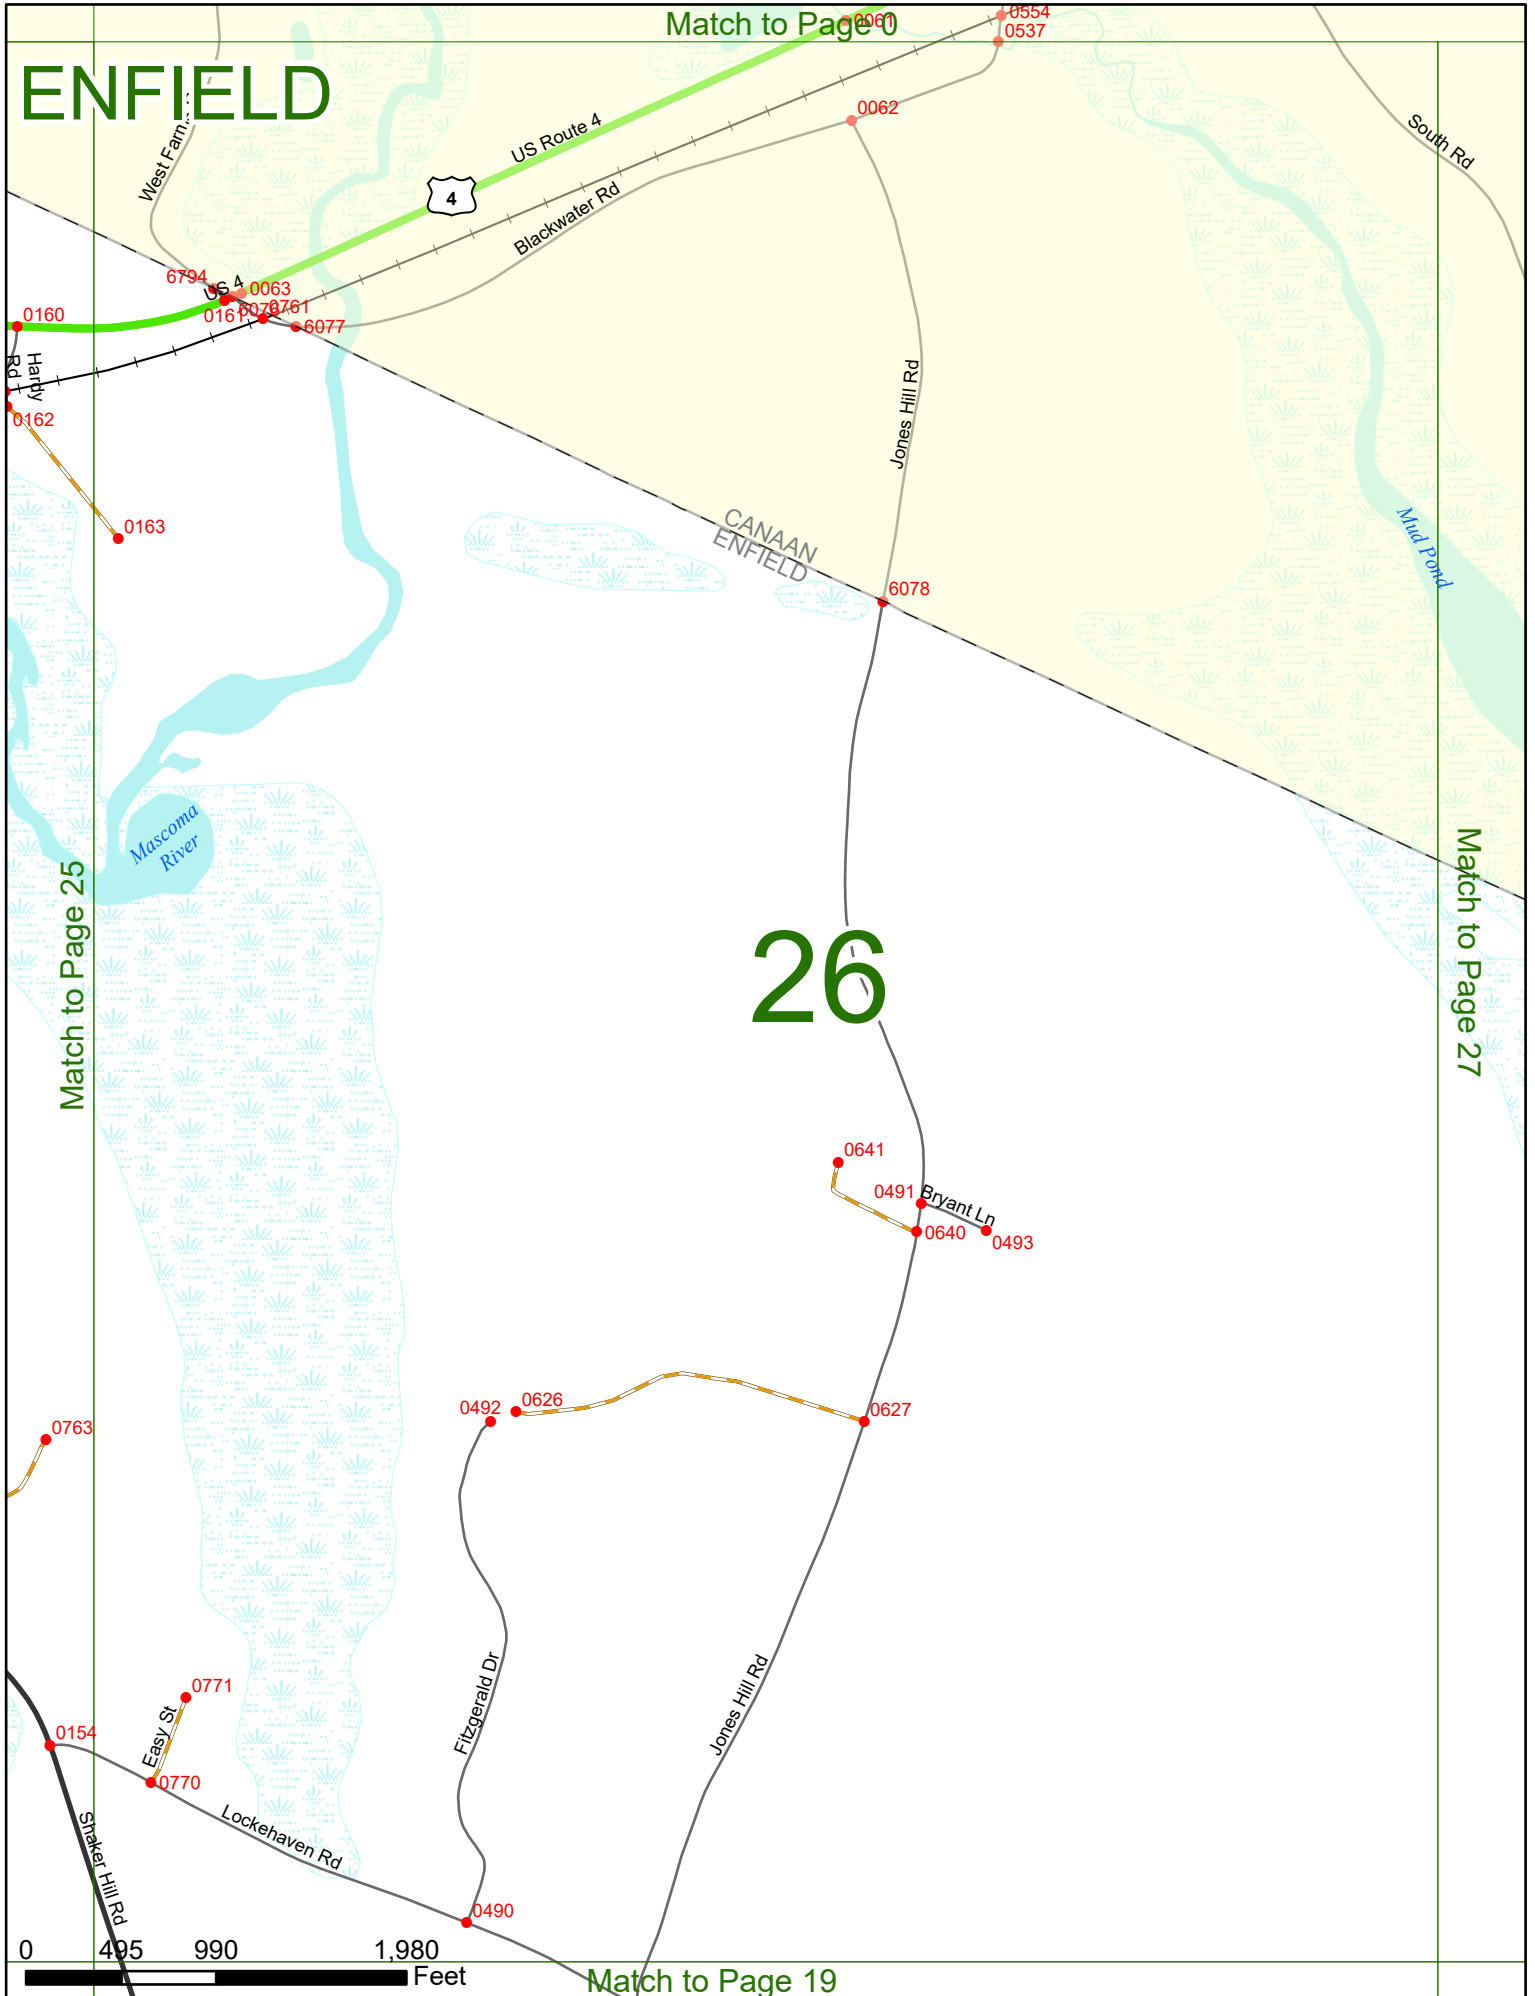 Match to Page 0
0061
0554
0537
ENFIELD
0062
West Farm
US Route 4
4
South Rd
Blackwater Rd
6794
US 4
0063
0160
0161
6076
0761
6077
Hardy
Rd
0162
Jones Hill Rd
0163
CANAAN
ENFIELD
Mud Pond
6078
Mascoma
River
Match to Page 25
Match to Page 27
26
0641
0491
Bryant Ln
0640
0493
0492
0626
0627
0763
0771
Easy St
0154
0770
Fitzgerald Dr
Jones Hill Rd
Shaker Hill Rd
Lockehaven Rd
0490
0 495 990 1,980
Feet
Match to Page 19